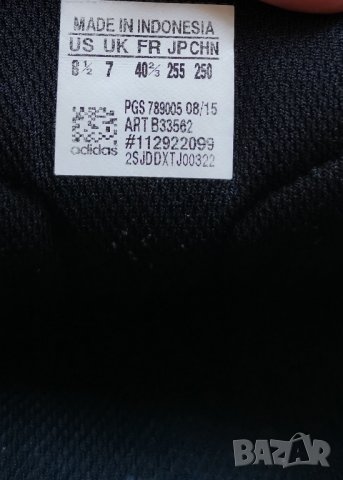 MADE IN INDONESIA
US UK FR JP CHN
8½ 7 40⅔ 255 250
PGS 789005 08/15
ART B33562
#112922099
2SJDDXTJ00322
adidas
BAZAR